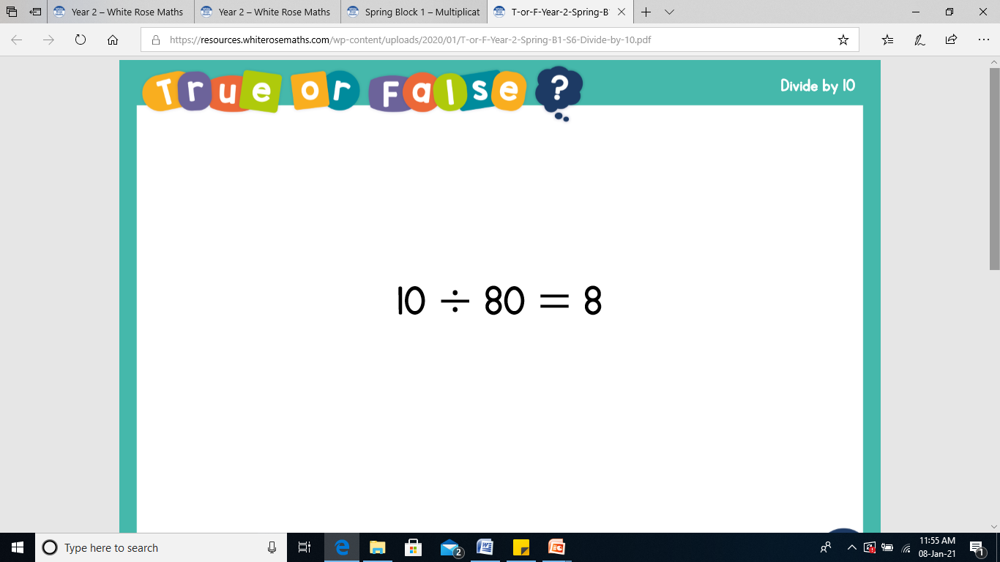 Year 2 – White Rose Maths
Year 2 – White Rose Maths
Spring Block 1 – Multiplicat
T-or-F-Year-2-Spring-B
https://resources.whiterosemaths.com/wp-content/uploads/2020/01/T-or-F-Year-2-Spring-B1-S6-Divide-by-10.pdf
True or False ?
Divide by 10
10 ÷ 80 = 8
Type here to search
2
11:55 AM
08-Jan-21
1